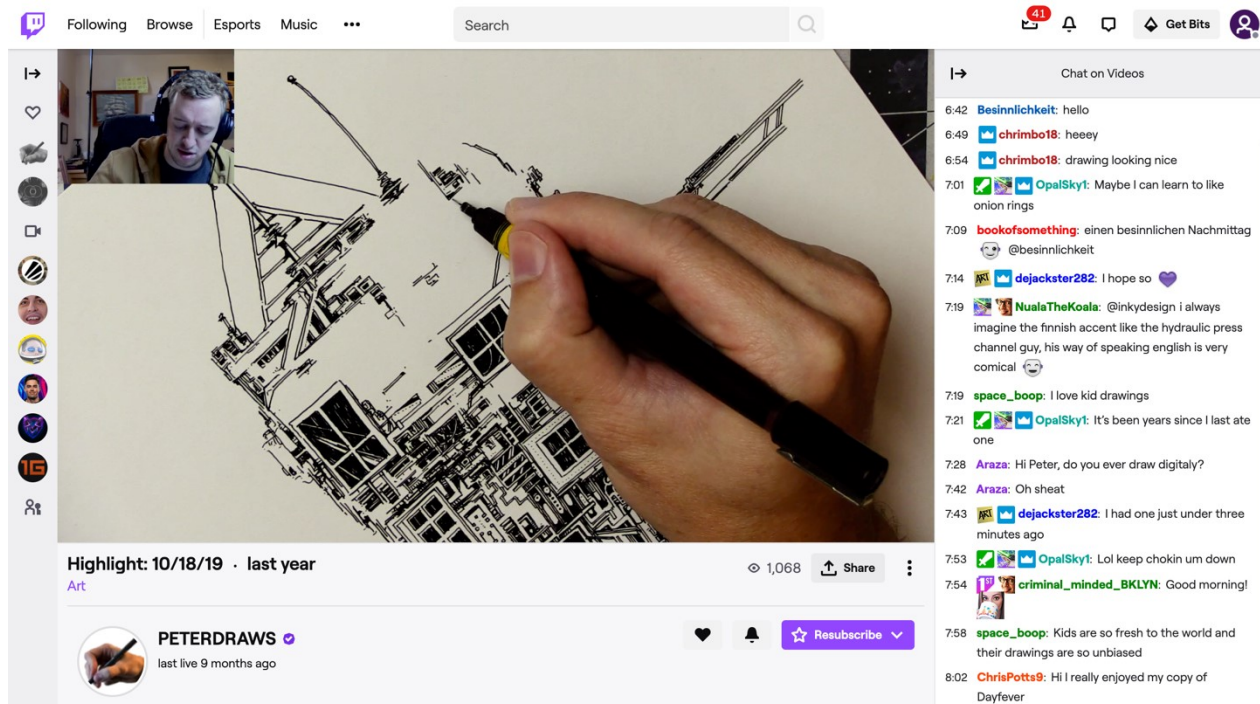 Following Browse Esports Music •••
Search
41
Get Bits
Chat on Videos
6:42 Besinnlichkeit: hello
6:49 chrimbo18: heeey
6:54 chrimbo18: drawing looking nice
7:01 OpalSky1: Maybe I can learn to like
onion rings
7:09 bookofsomething: einen besinnlichen Nachmittag
@besinnlichkeit
7:14 ART dejackster282: I hope so
7:19 NualaTheKoala: @inkydesign i always
imagine the finnish accent like the hydraulic press
channel guy, his way of speaking english is very
comical
7:19 space_boop: I love kid drawings
7:21 OpalSky1: It's been years since I last ate
one
7:28 Araza: Hi Peter, do you ever draw digitaly?
7:42 Araza: Oh sheat
7:43 ART dejackster282: I had one just under three
minutes ago
7:53 OpalSky1: Lol keep chokin um down
7:54 1ST criminal_minded_BKLYN: Good morning!
7:58 space_boop: Kids are so fresh to the world and
their drawings are so unbiased
8:02 ChrisPotts9: Hi I really enjoyed my copy of
Dayfever
1G
Highlight: 10/18/19 · last year
Art
1,068 Share
PETERDRAWS
last live 9 months ago
Resubscribe